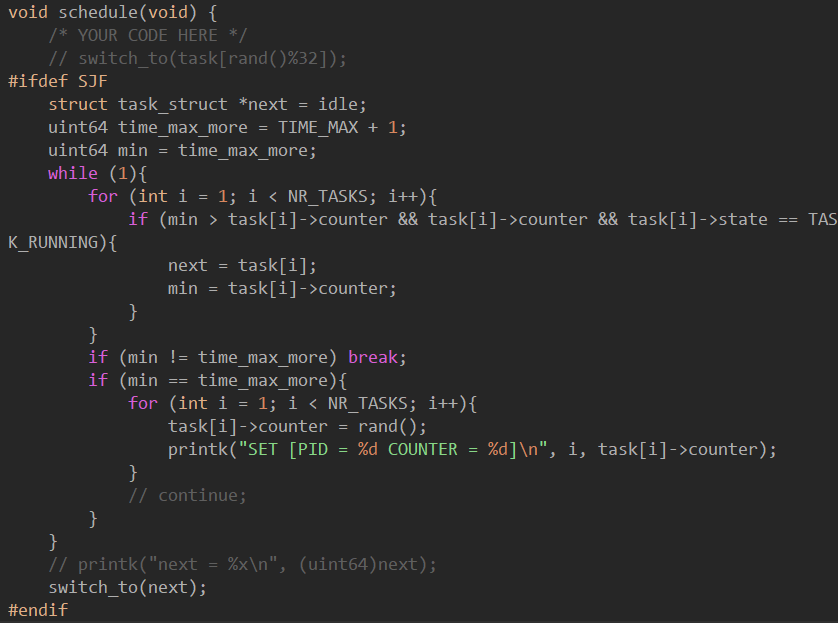 void schedule(void) {
    /* YOUR CODE HERE */
    // switch_to(task[rand()%32]);
#ifdef SJF
    struct task_struct *next = idle;
    uint64 time_max_more = TIME_MAX + 1;
    uint64 min = time_max_more;
    while (1){
        for (int i = 1; i < NR_TASKS; i++){
            if (min > task[i]->counter && task[i]->counter && task[i]->state == TAS
K_RUNNING){
                next = task[i];
                min = task[i]->counter;
            }
        }
        if (min != time_max_more) break;
        if (min == time_max_more){
            for (int i = 1; i < NR_TASKS; i++){
                task[i]->counter = rand();
                printk("SET [PID = %d COUNTER = %d]\n", i, task[i]->counter);
            }
            // continue;
        }
    }
    // printk("next = %x\n", (uint64)next);
    switch_to(next);
#endif